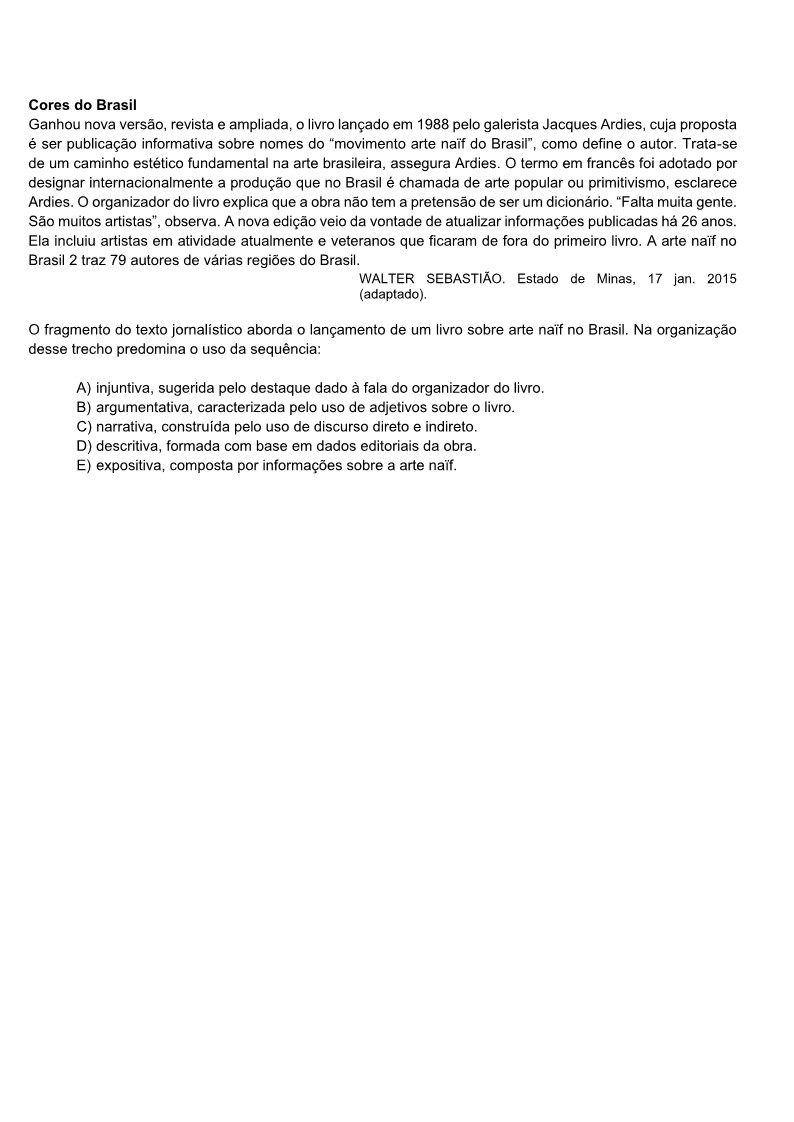 Cores do Brasil
Ganhou nova versão, revista e ampliada, o livro lançado em 1988 pelo galerista Jacques Ardies, cuja proposta
é ser publicação informativa sobre nomes do “movimento arte naïf do Brasil”, como define o autor. Trata-se
de um caminho estético fundamental na arte brasileira, assegura Ardies. O termo em francês foi adotado por
designar internacionalmente a produção que no Brasil é chamada de arte popular ou primitivismo, esclarece
Ardies. O organizador do livro explica que a obra não tem a pretensão de ser um dicionário. “Falta muita gente.
São muitos artistas”, observa. A nova edição veio da vontade de atualizar informações publicadas há 26 anos.
Ela incluiu artistas em atividade atualmente e veteranos que ficaram de fora do primeiro livro. A arte naïf no
Brasil 2 traz 79 autores de várias regiões do Brasil.
WALTER SEBASTIÃO. Estado de Minas, 17 jan. 2015
(adaptado).
O fragmento do texto jornalístico aborda o lançamento de um livro sobre arte naïf no Brasil. Na organização
desse trecho predomina o uso da sequência:
A) injuntiva, sugerida pelo destaque dado à fala do organizador do livro.
B) argumentativa, caracterizada pelo uso de adjetivos sobre o livro.
C) narrativa, construída pelo uso de discurso direto e indireto.
D) descritiva, formada com base em dados editoriais da obra.
E) expositiva, composta por informações sobre a arte naïf.